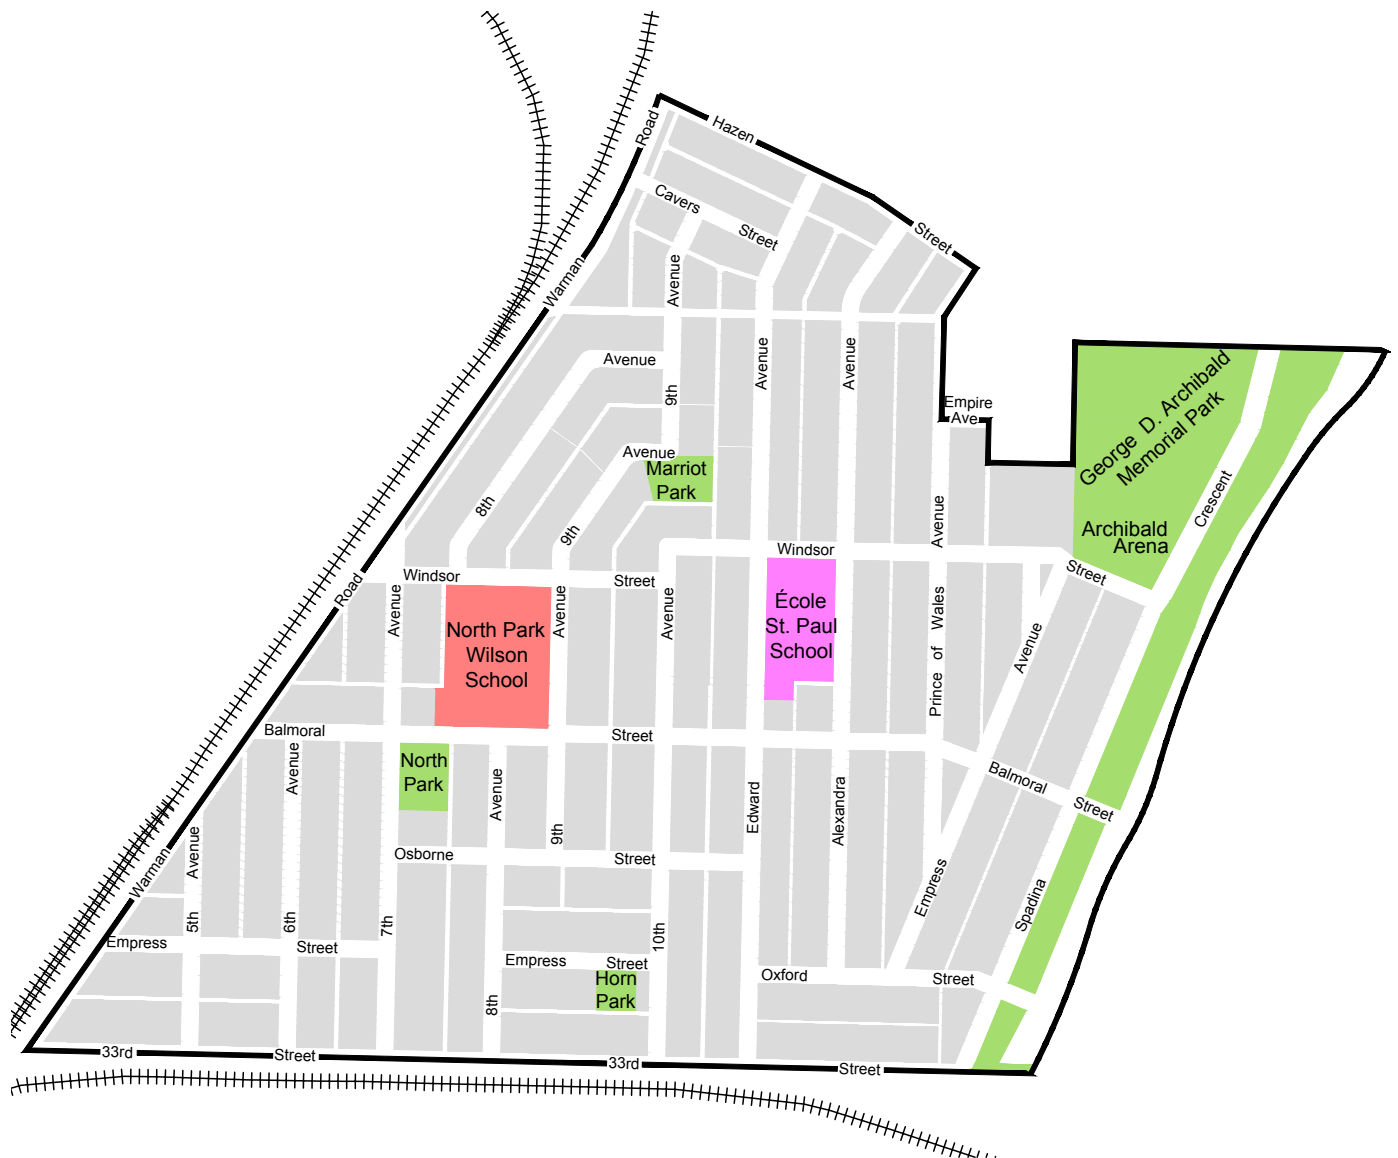 Hazen
Road
Cavers
Street
Street
Avenue
Warman
Avenue
Avenue
Avenue
9th
Empire
Ave
George D. Archibald
Memorial Park
Avenue
Marriot
Park
8th
9th
Avenue
Crescent
Archibald
Arena
Windsor
Windsor
Street
Street
Road
Avenue
Avenue
Avenue
École
St. Paul
School
North Park
Wilson
School
Prince of Wales
Avenue
Balmoral
Street
North
Park
Avenue
Avenue
Balmoral
Street
Edward
Alexandra
9th
Avenue
Osborne
Street
Warman
Empress
Spadina
5th
6th
7th
10th
Empress
Street
Empress
Street
Horn
Park
Oxford
Street
8th
33rd
Street
33rd
Street